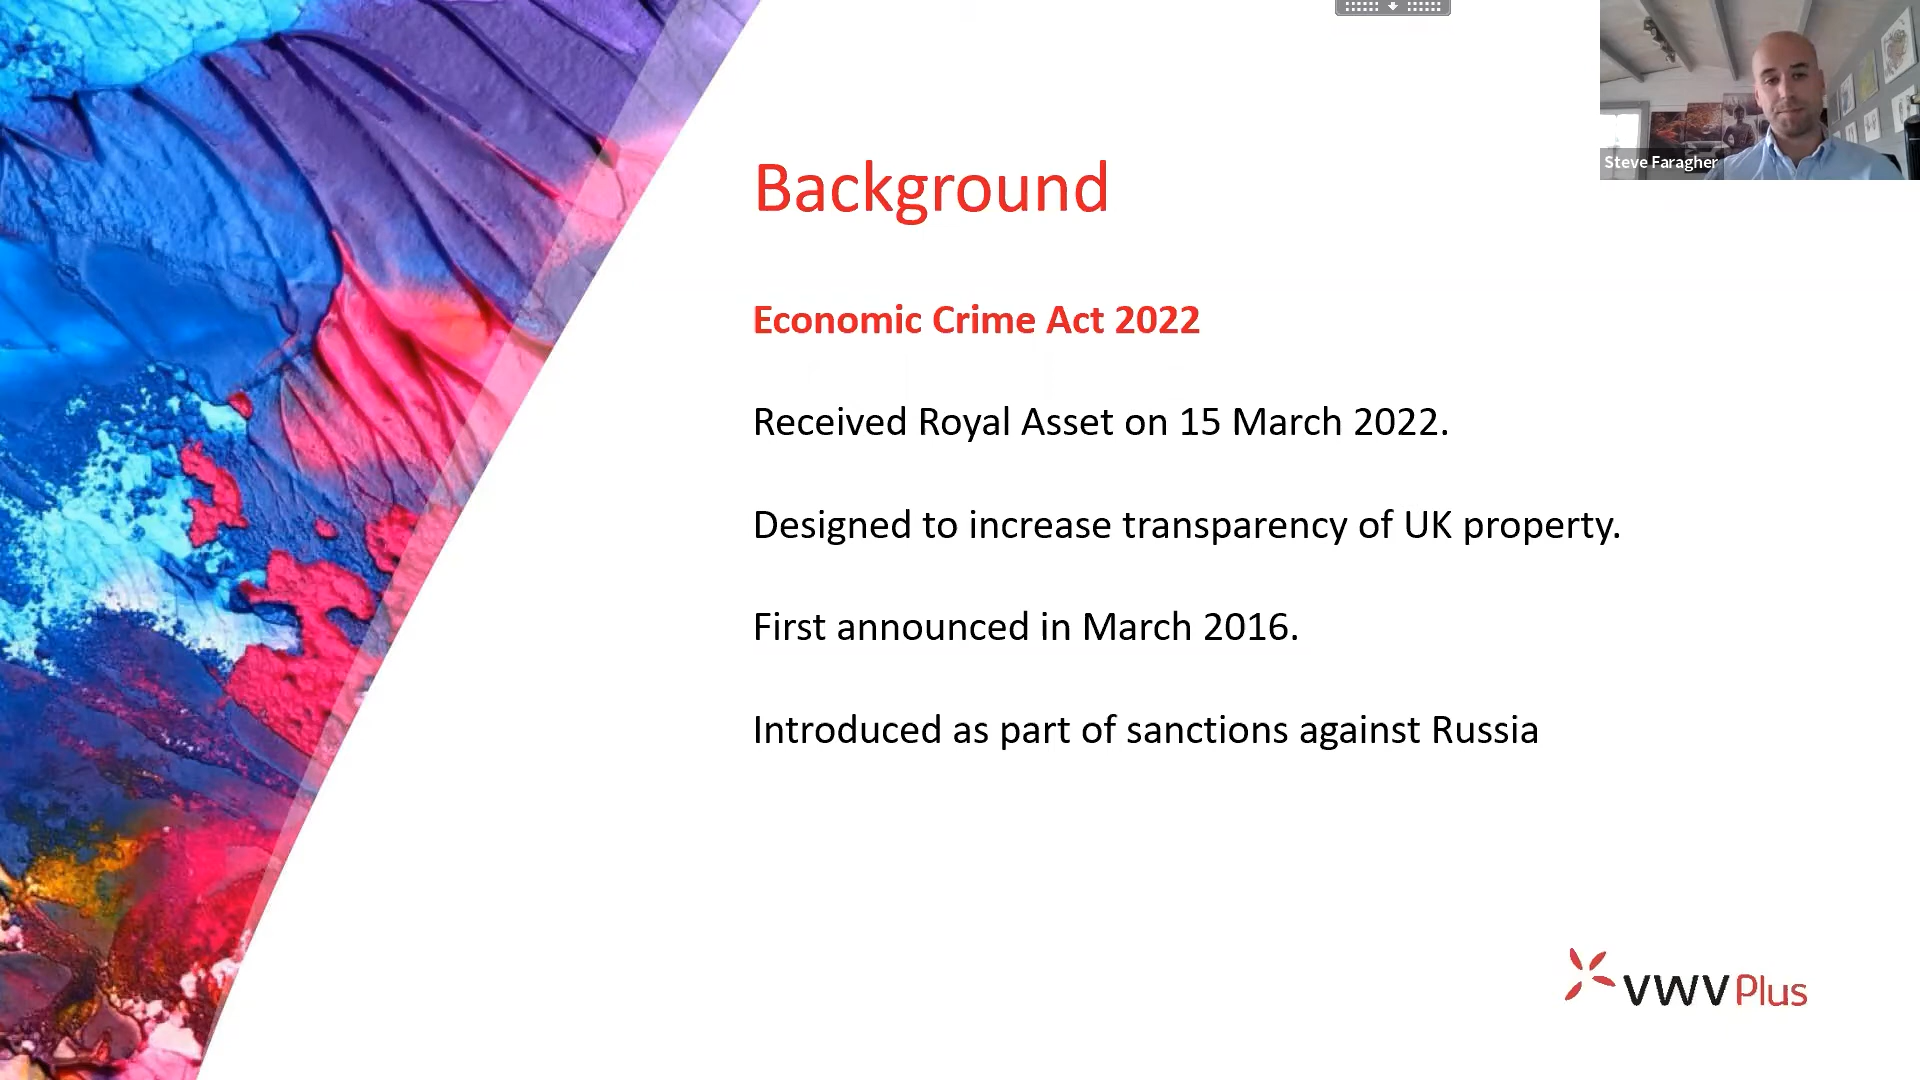 Steve Faragher
Background
Economic Crime Act 2022
Received Royal Asset on 15 March 2022.
Designed to increase transparency of UK property.
First announced in March 2016.
Introduced as part of sanctions against Russia
VWV Plus